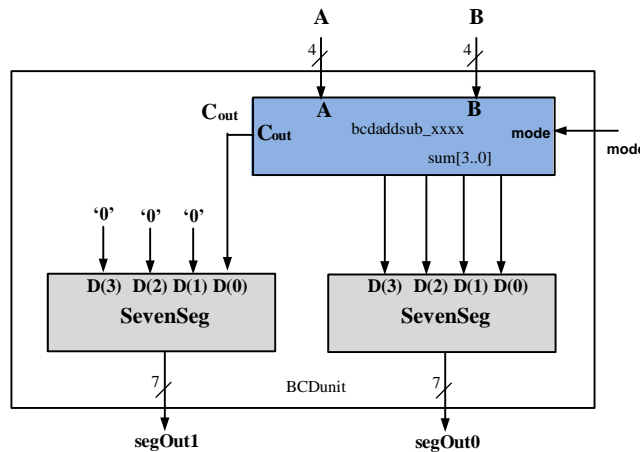 A B
4 4
A B
Cout
Cout bcdaddsub_xxxx mode
mode
sum[3..0]
‘0’ ‘0’ ‘0’
D(3) D(2) D(1) D(0) D(3) D(2) D(1) D(0)
SevenSeg SevenSeg
7 7
BCDunit
segOut1 segOut0